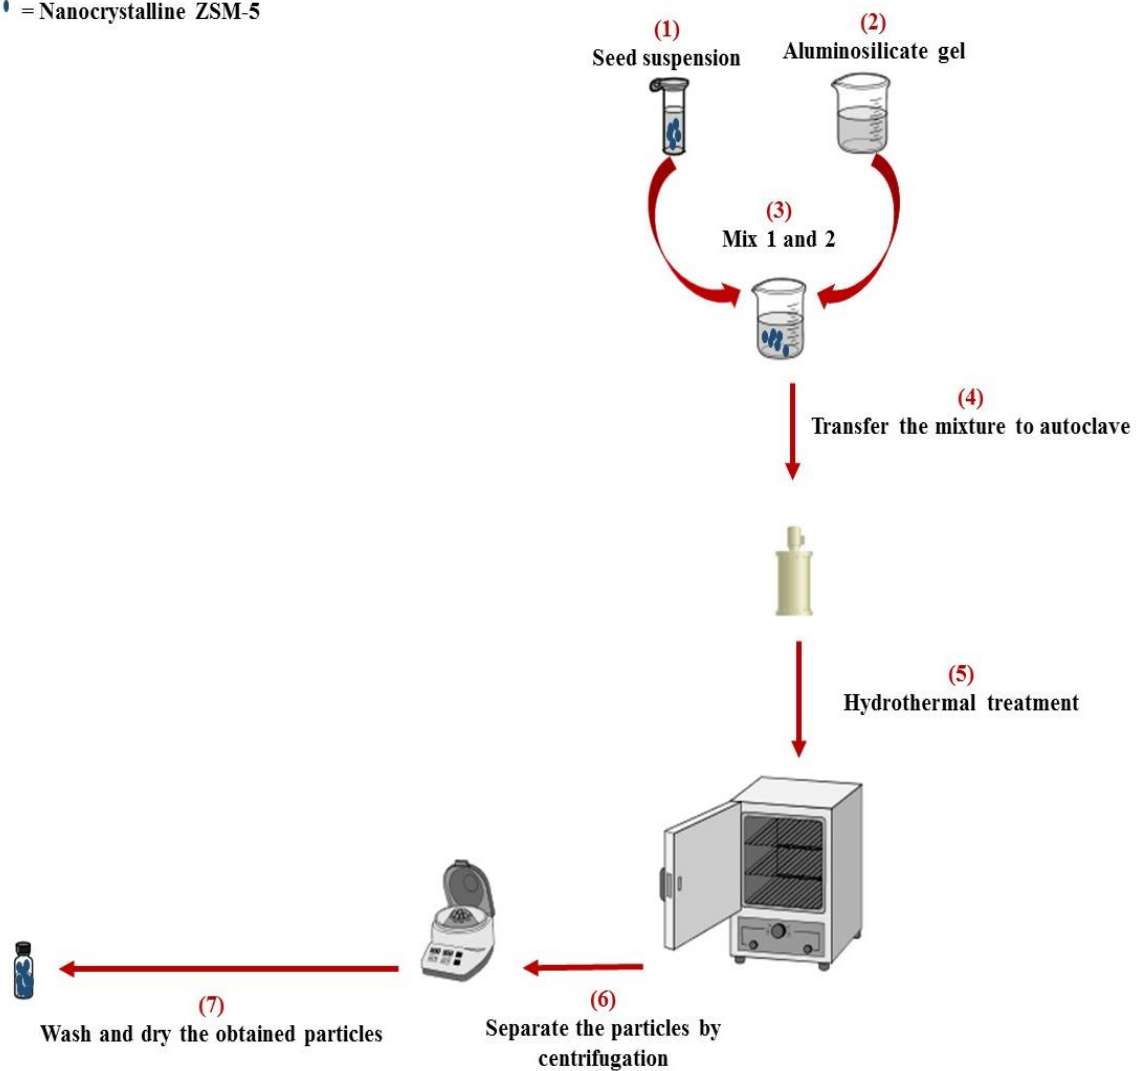 = Nanocrystalline ZSM-5
(1)
Seed suspension
(2)
Aluminosilicate gel
(3)
Mix 1 and 2
(4)
Transfer the mixture to autoclave
(5)
Hydrothermal treatment
(6)
Separate the particles by
centrifugation
(7)
Wash and dry the obtained particles